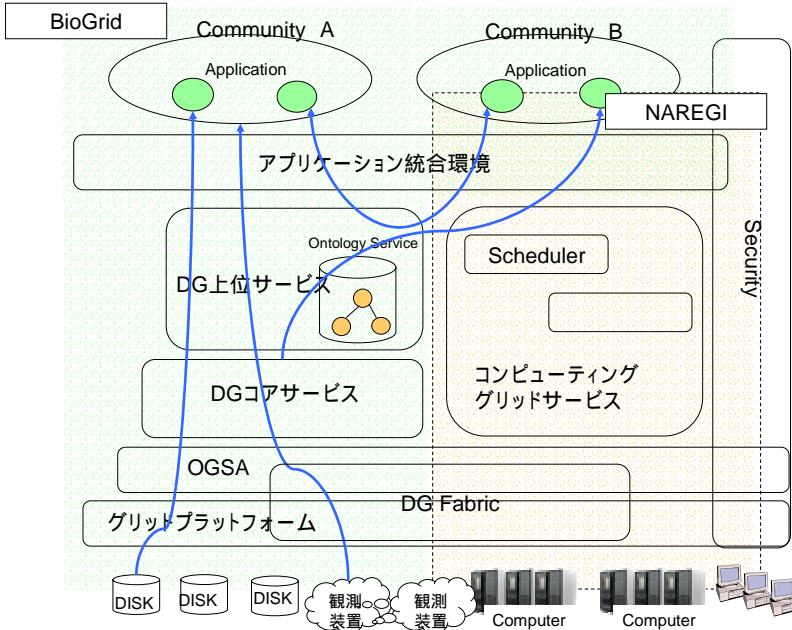 BioGrid
Community A
Community B
Application
Application
NAREGI
アプリケーション統合環境
Security
Ontology Service
DG上位サービス
Scheduler
DGコアサービス
コンピューティング
グリッドサービス
OGSA
DG Fabric
グリットプラットフォーム
DISK
DISK
DISK
観測
装置
観測
装置
Computer
Computer